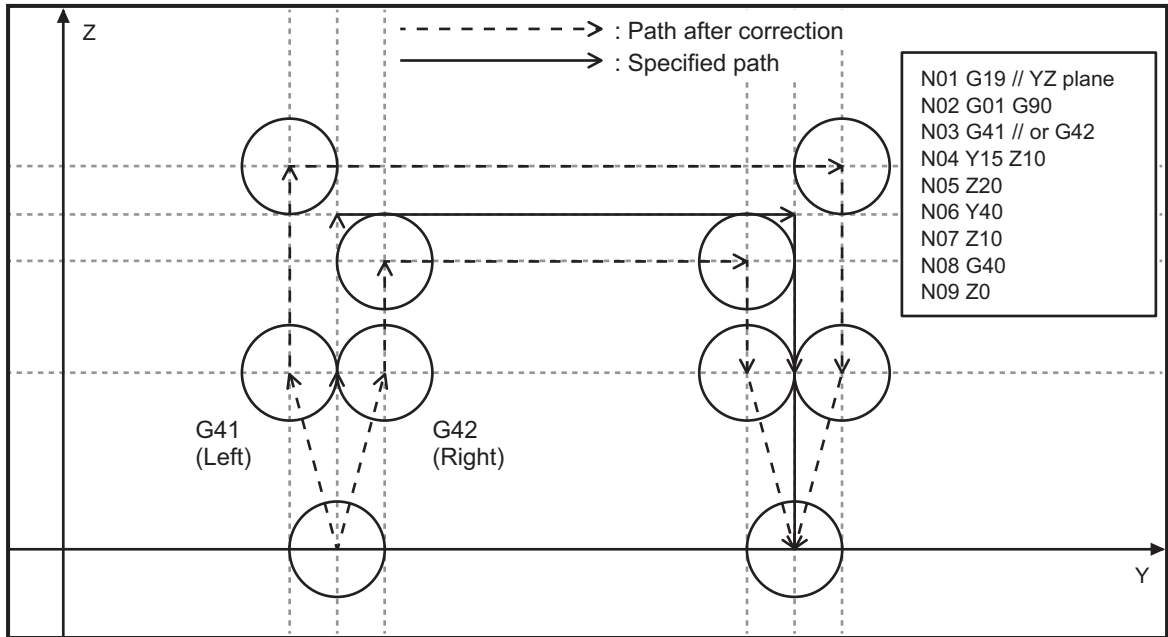 Z
: Path after correction
: Specified path
N01 G19 // YZ plane
N02 G01 G90
N03 G41 // or G42
N04 Y15 Z10
N05 Z20
N06 Y40
N07 Z10
N08 G40
N09 Z0
G41
(Left)
G42
(Right)
Y